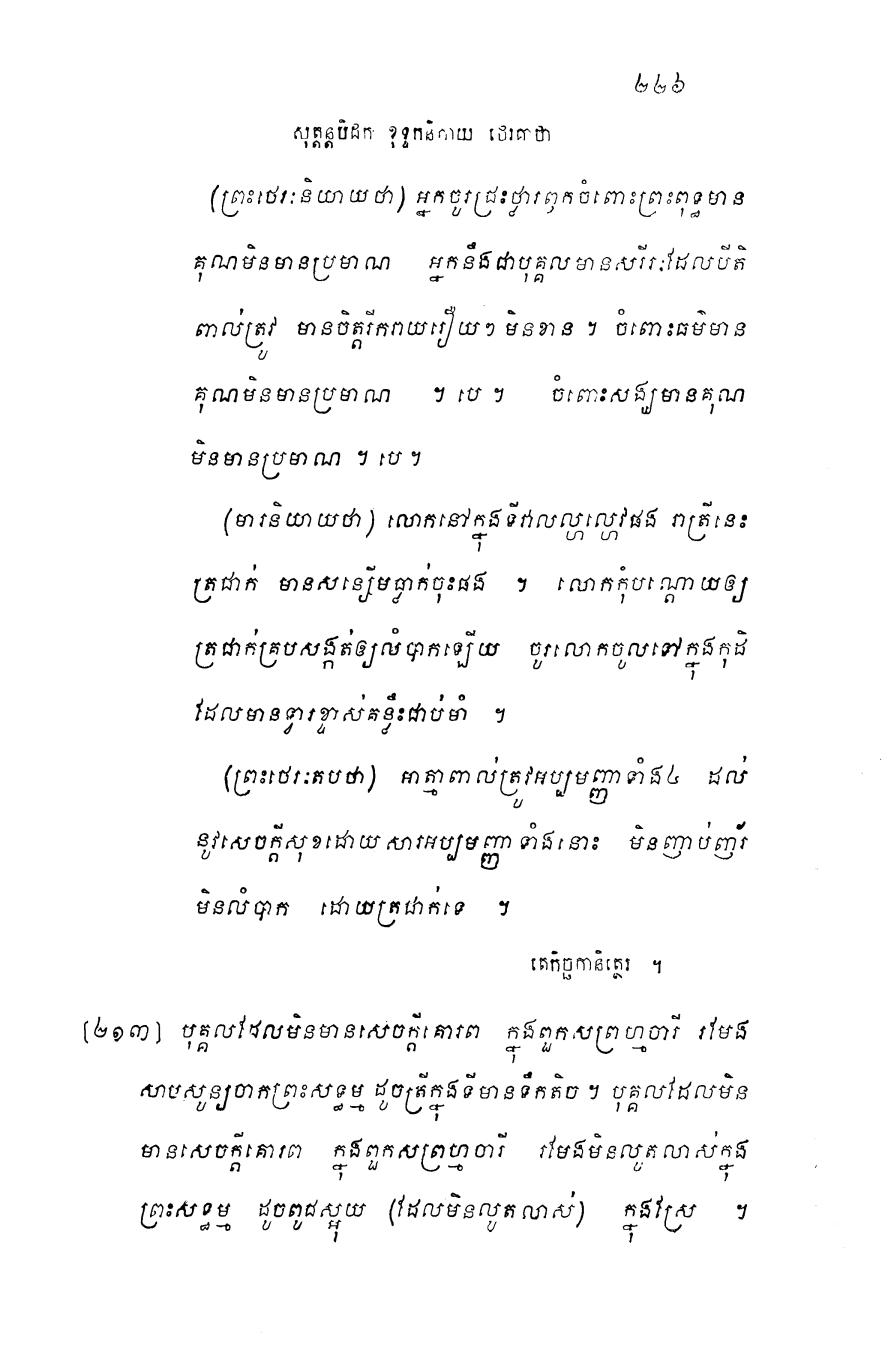 ២២៦
សុត្តន្តបិដក ខុទ្ទកនិកាយ ថេរគាថា
(ព្រះថេរៈនិយាយថា) អ្នកចូរជ្រះថ្លារឭកចំពោះព្រះពុទ្ធមាន
គុណមិនមានប្រមាណ អ្នកនឹងជាបុគ្គលមានសរីរៈដែលបីតិ
ពាល់ត្រូវ មានចិត្តរីករាយរឿយៗ មិនខាន ។ ចំពោះធម៌មាន
គុណមិនមានប្រមាណ ។ បេ ។ ចំពោះសង្ឃមានគុណ
មិនមានប្រមាណ ។ បេ ។
(មារនិយាយថា) លោកនៅក្នុងទីវាលល្ហល្ហេវផង រាត្រីនេះ
ត្រជាក់ មានសន្សើមធ្លាក់ចុះផង ។ លោកកុំបណ្តោយឲ្យ
ត្រជាក់គ្របសង្កត់ឲ្យលំបាកឡើយ ចូរលោកចូលទៅក្នុងកុដិ
ដែលមានទ្វារខ្ទាស់គន្លឹះជាប់មាំ ។
(ព្រះថេរៈតបថា) អាត្មាពាល់ត្រូវអប្បមញ្ញាទាំង៤ ដល់
នូវសេចក្តីសុខដោយសារអប្បមញ្ញាទាំងនោះ មិនញាប់ញ័រ
មិនលំបាក ដោយត្រជាក់ទេ ។
តេកិច្ឆកានិត្ថេរ ។
[២១៣] បុគ្គលដែលមិនមានសេចក្តីគោរព ក្នុងពួកសព្រហ្មចារី រមែង
សាបសូន្យចាកព្រះសទ្ធម្ម ដូចត្រីក្នុងទីមានទឹកតិច ។ បុគ្គលដែលមិន
មានសេចក្តីគោរព ក្នុងពួកសព្រហ្មចារី រមែងមិនលូតលាស់ក្នុង
ព្រះសទ្ធម្ម ដូចពូជស្អុយ (ដែលមិនលូតលាស់) ក្នុងស្រែ ។